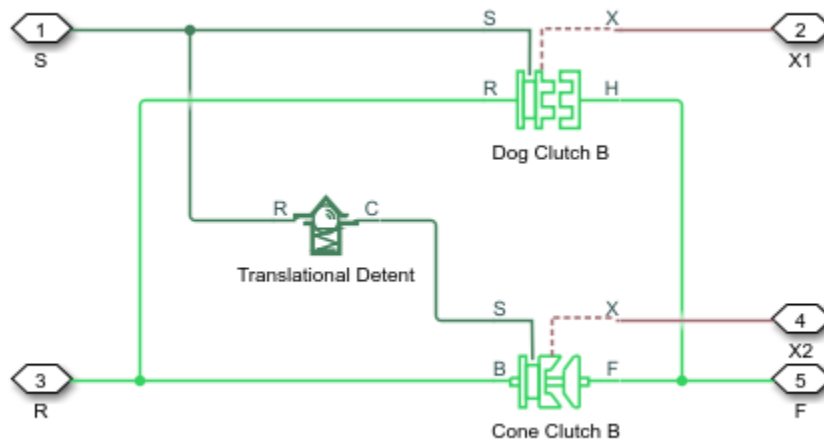 1
S
S
X
2
X1
R
H
Dog Clutch B
R
C
Translational Detent
S
X
4
X2
3
R
B
F
5
F
Cone Clutch B